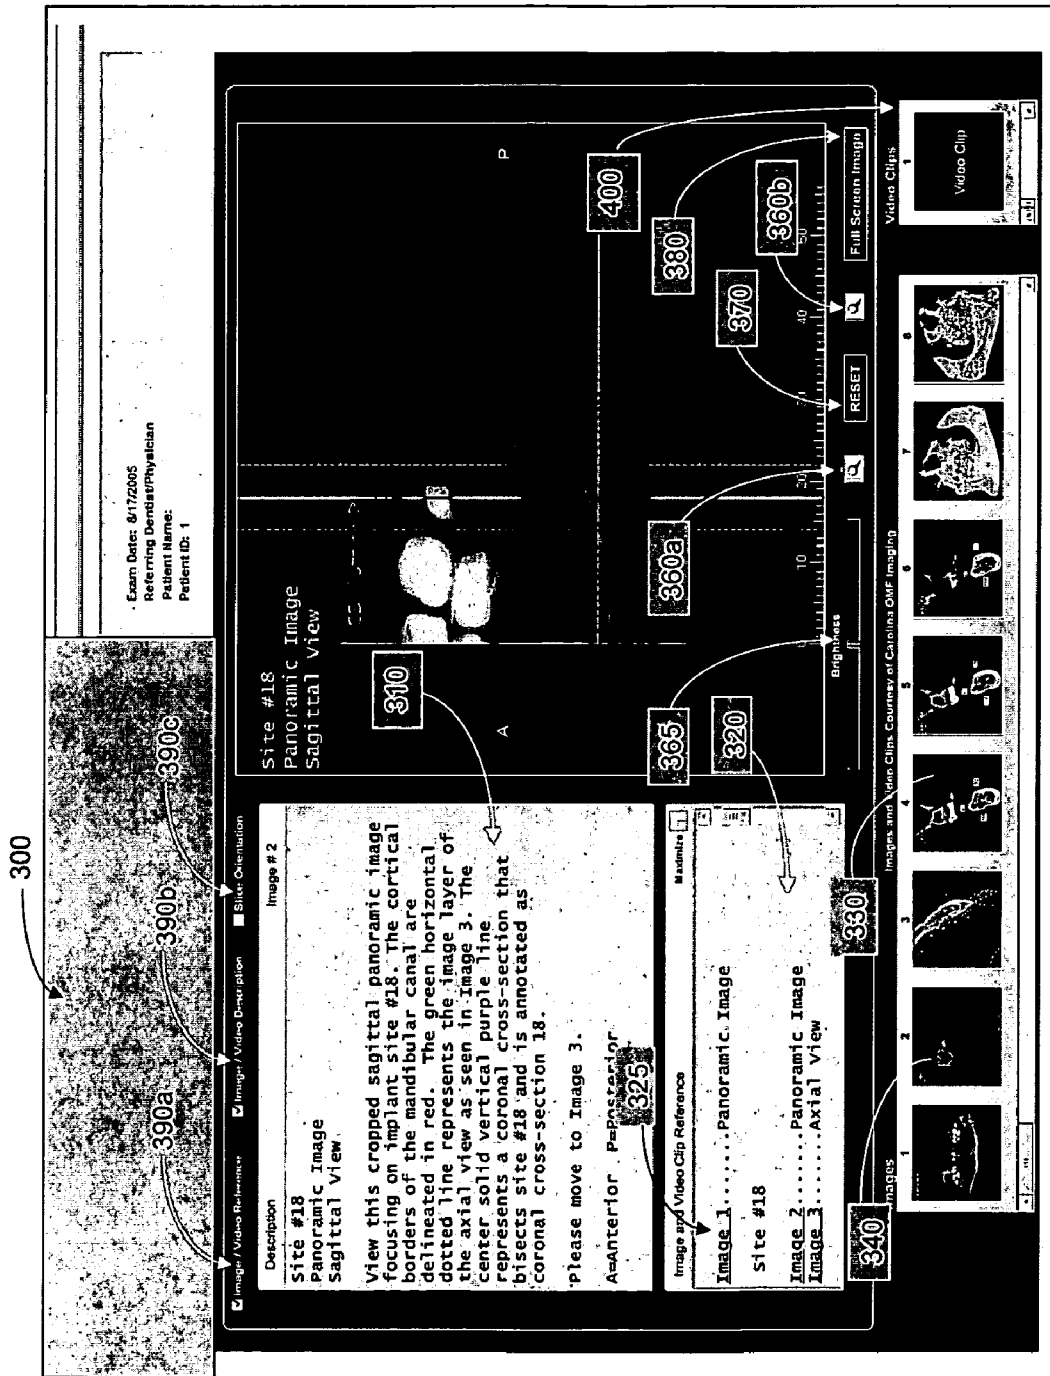 300
Exam Date: 8/17/2005
Referring Dentist/Physician
Patient Name:
Patient ID: 1
390a
390b
390c
Image / Video Reference
Image / Video Description
Slice Orientation
Description
Image # 2
Site #18
Panoramic Image
Sagittal View
View this cropped sagittal panoramic image
focusing on implant site #18. The cortical
borders of the mandibular canal are
delineated in red. The green horizontal
dotted line represents the image layer of
the axial view as seen in Image 3. The
center solid vertical purple line
represents a coronal cross-section that
bisects site #18 and is annotated as
coronal cross-section 18.
Please move to Image 3.
A=Anterior P=Posterior
310
325
Image and Video Clip Reference
Maximize
Image 1.......Panoramic Image
Site #18
Image 2.......Panoramic Image
Image 3.......Axial View
320
330
340
Site #18
Panoramic Image
Sagittal View
A
P
0
10
20
30
40
50
365
360a
370
360b
380
400
Brightness
RESET
Full Screen Image
Images
Images and Video Clips Courtesy of Carolina OMF Imaging
Video Clips
1
2
3
4
5
6
7
8
1
Video Clip